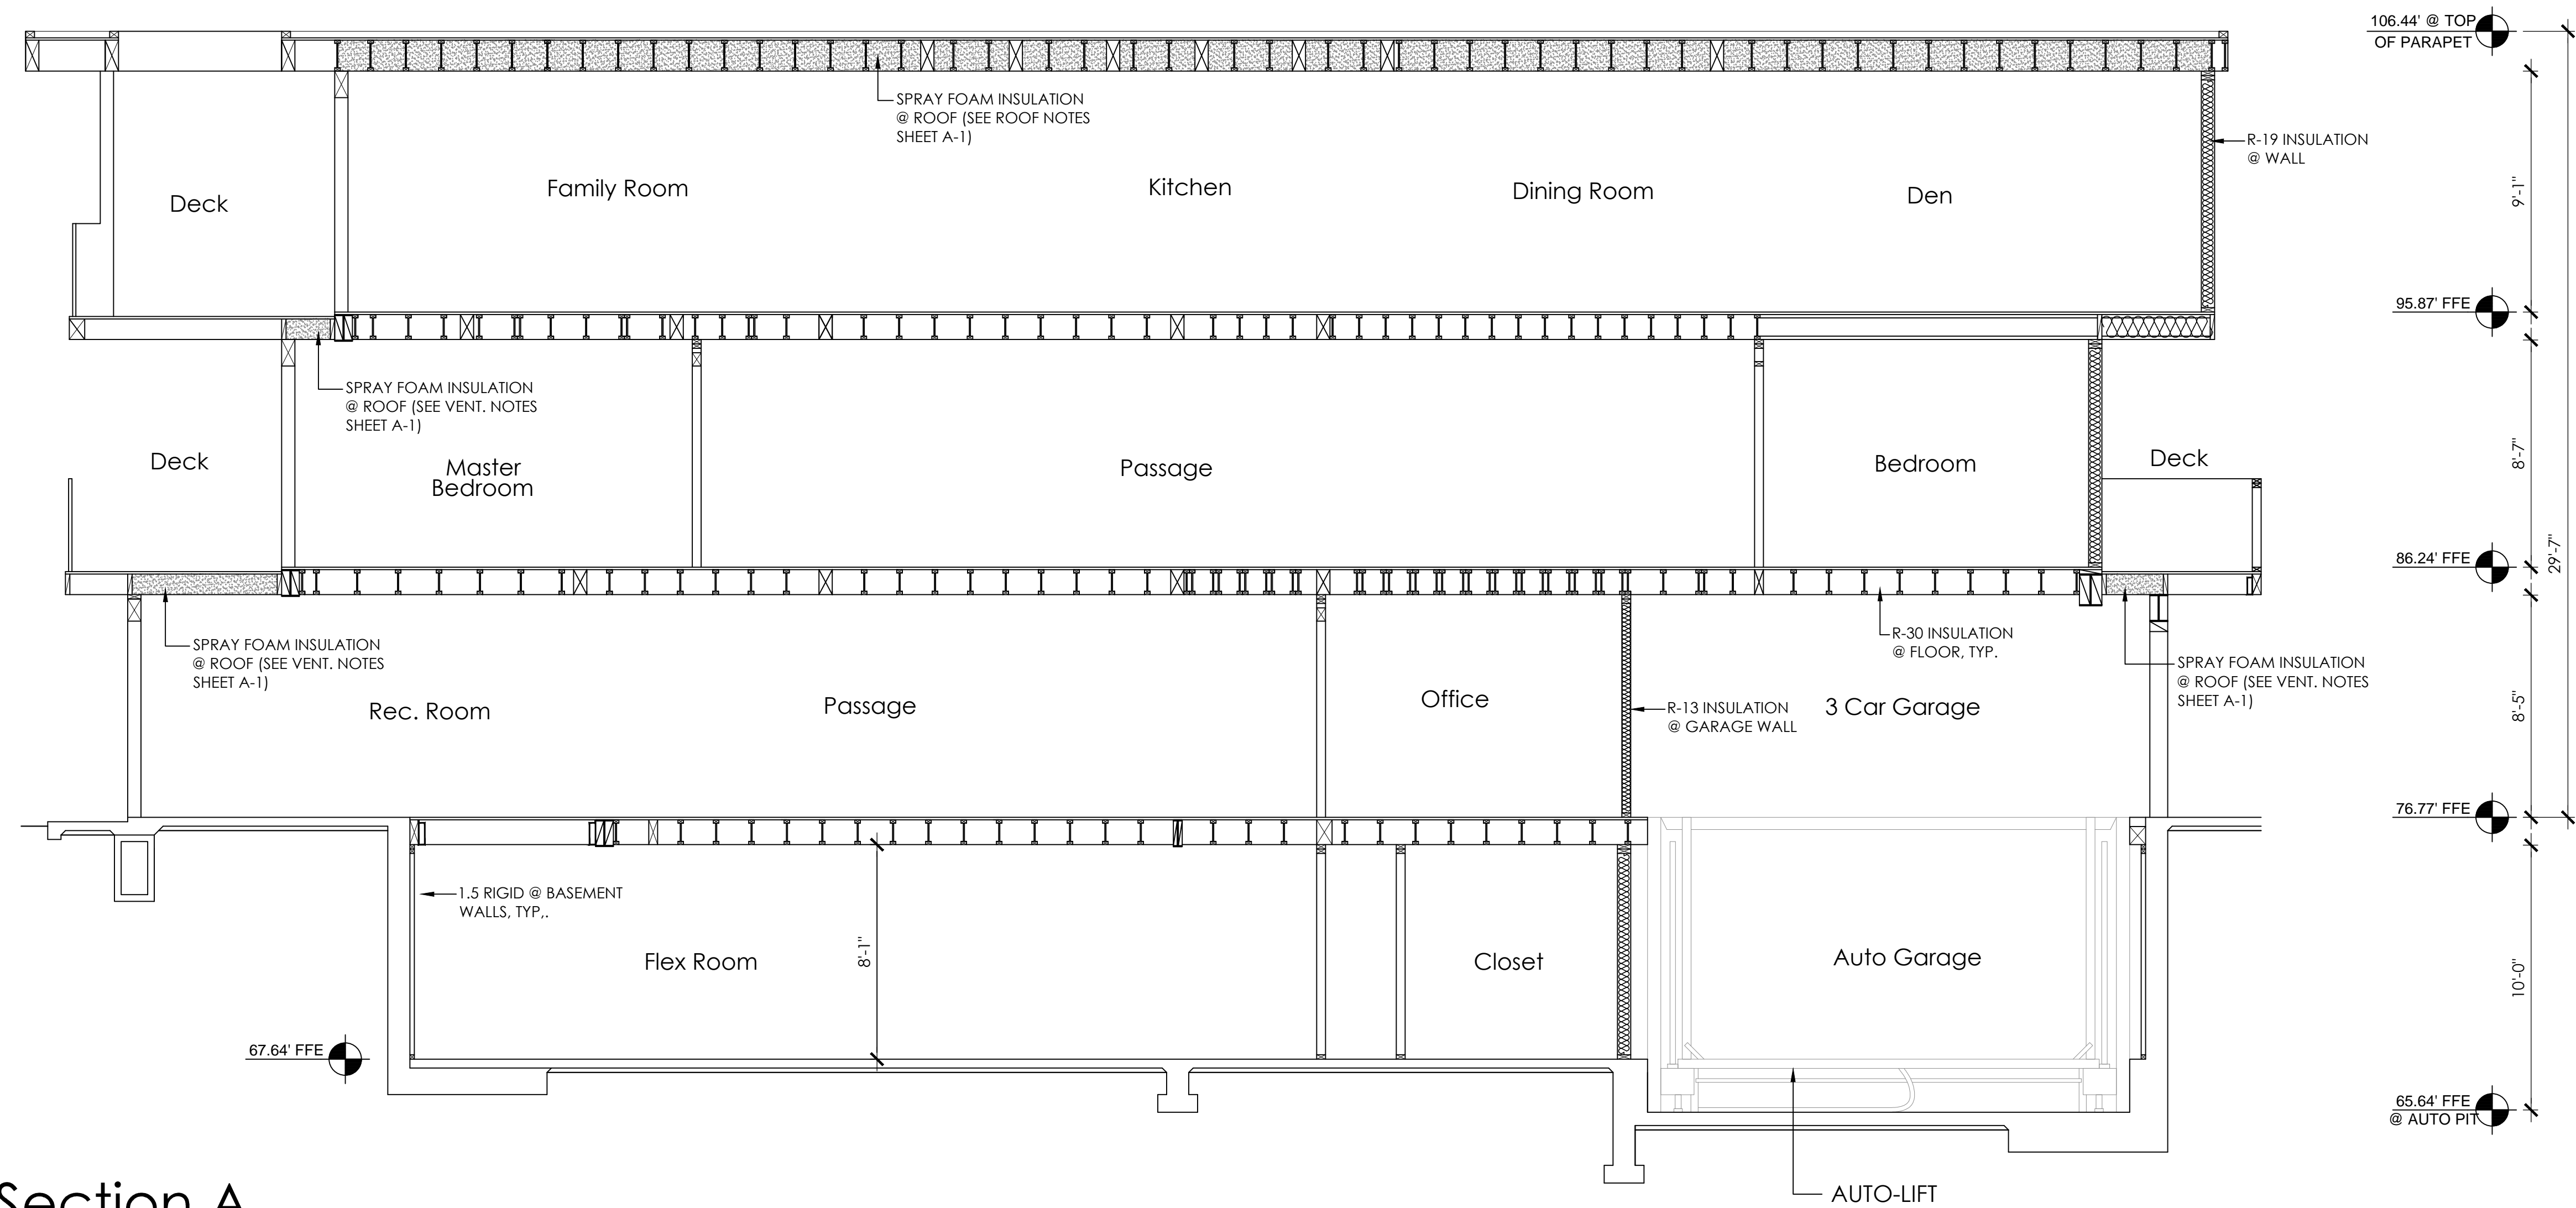 106.44' @ TOP
OF PARAPET
SPRAY FOAM INSULATION
@ ROOF (SEE ROOF NOTES
SHEET A-1)
R-19 INSULATION
@ WALL
Deck
Family Room
Kitchen
Dining Room
Den
9'-1"
95.87' FFE
SPRAY FOAM INSULATION
@ ROOF (SEE VENT. NOTES
SHEET A-1)
Deck
Master
Bedroom
Passage
Bedroom
Deck
8'-7"
86.24' FFE
29'-7"
SPRAY FOAM INSULATION
@ ROOF (SEE VENT. NOTES
SHEET A-1)
R-30 INSULATION
@ FLOOR, TYP.
SPRAY FOAM INSULATION
@ ROOF (SEE VENT. NOTES
SHEET A-1)
Rec. Room
Passage
Office
R-13 INSULATION
@ GARAGE WALL
3 Car Garage
8'-5"
76.77' FFE
1.5 RIGID @ BASEMENT
WALLS, TYP,.
Flex Room
8'-1"
Closet
Auto Garage
10'-0"
67.64' FFE
65.64' FFE
@ AUTO PIT
AUTO-LIFT
Section A